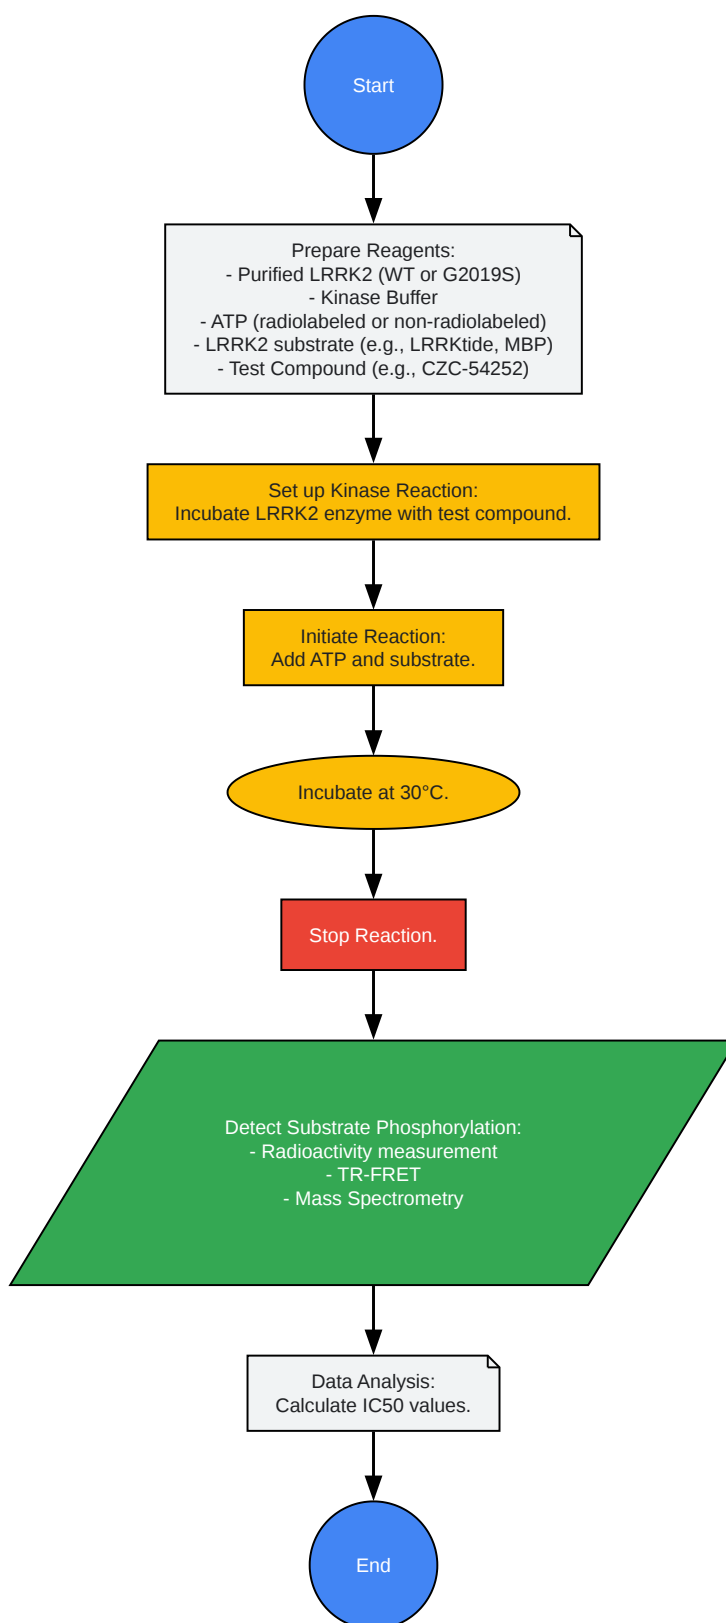 Start
Prepare Reagents:
- Purified LRRK2 (WT or G2019S)
- Kinase Buffer
- ATP (radiolabeled or non-radiolabeled)
- LRRK2 substrate (e.g., LRRKtide, MBP)
- Test Compound (e.g., CZC-54252)
Set up Kinase Reaction:
Incubate LRRK2 enzyme with test compound.
Initiate Reaction:
Add ATP and substrate.
Incubate at 30°C.
Stop Reaction.
Detect Substrate Phosphorylation:
- Radioactivity measurement
- TR-FRET
- Mass Spectrometry
Data Analysis:
Calculate IC50 values.
End